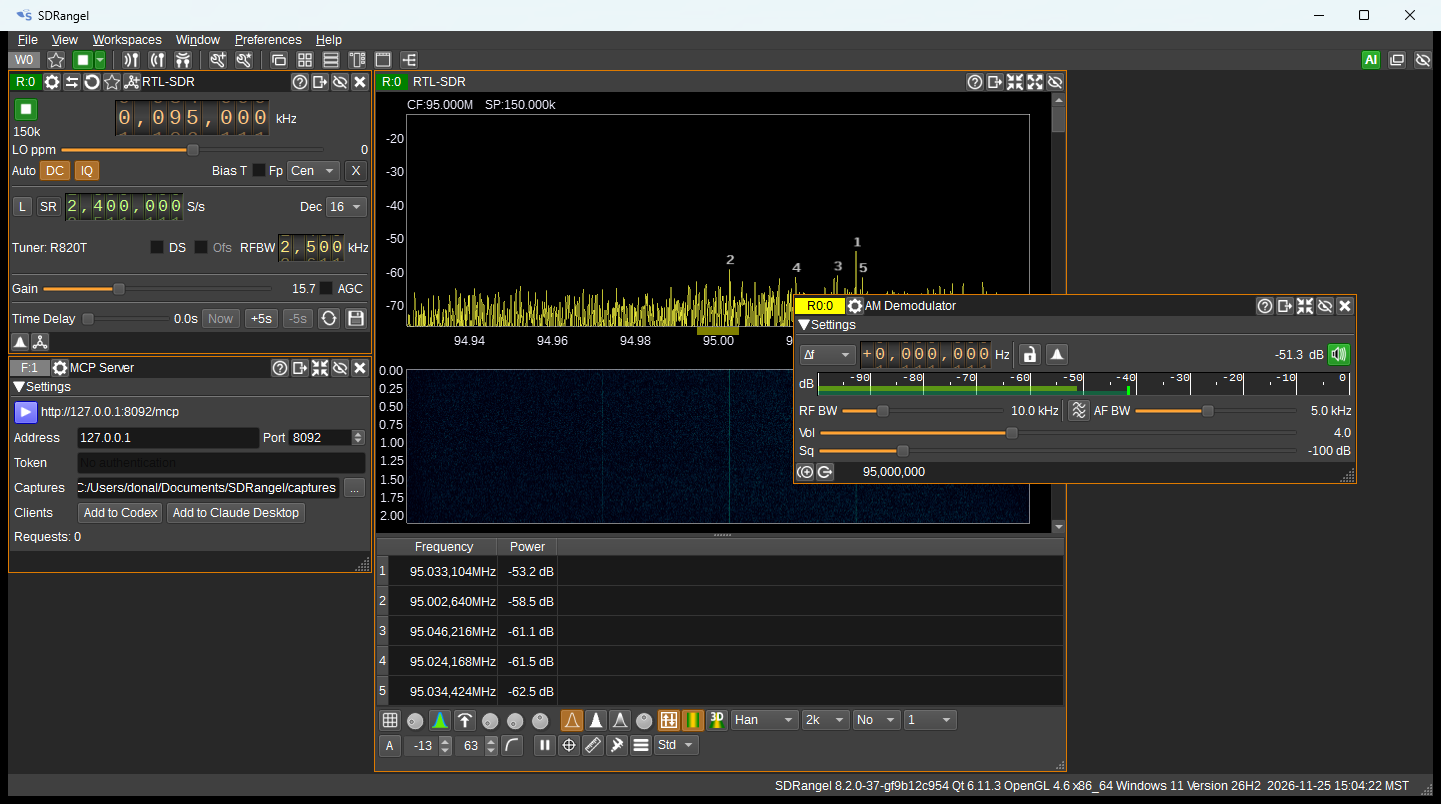 SDRangel
File View Workspaces Window Preferences Help
W0
AI
R:0 RTL-SDR
150k
0,095,000 kHz
LO ppm 0
Auto DC IQ Bias T Fp Cen X
L SR 2,400,000 S/s Dec 16
Tuner: R820T DS Ofs RFBW 2,500 kHz
Gain 15.7 AGC
Time Delay 0.0s Now +5s -5s
F:1 MCP Server
Settings
http://127.0.0.1:8092/mcp
Address 127.0.0.1 Port 8092
Token No authentication
Captures C:/Users/donal/Documents/SDRangel/captures ...
Clients Add to Codex Add to Claude Desktop
Requests: 0
R:0 RTL-SDR
CF:95.000M SP:150.000k
-20
-30
-40
-50
-60
-70
1
2
3
4
5
94.94 94.96 94.98 95.00 9
0.00
0.25
0.50
0.75
1.00
1.25
1.50
1.75
2.00
R0:0 AM Demodulator
Settings
Δf +0,000,000 Hz -51.3 dB
dB -90 -80 -70 -60 -50 -40 -30 -20 -10 0
RF BW 10.0 kHz AF BW 5.0 kHz
Vol 4.0
Sq -100 dB
95,000,000
Frequency Power
1 95.033,104MHz -53.2 dB
2 95.002,640MHz -58.5 dB
3 95.046,216MHz -61.1 dB
4 95.024,168MHz -61.5 dB
5 95.034,424MHz -62.5 dB
3D Han 2k No 1
A -13 63 Std
SDRangel 8.2.0-37-gf9b12c954 Qt 6.11.3 OpenGL 4.6 x86_64 Windows 11 Version 26H2 2026-11-25 15:04:22 MST